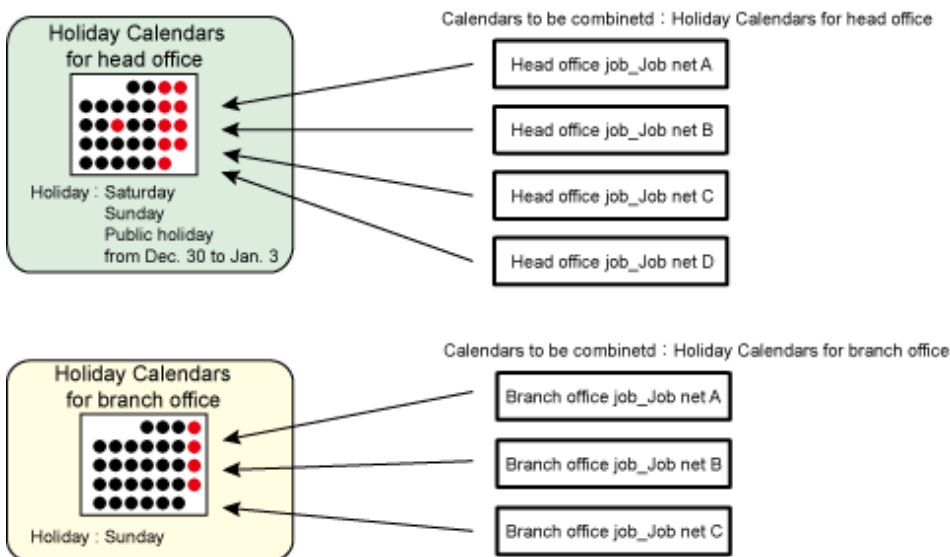 Calendars to be combinetd : Holiday Calendars for head office
Holiday Calendars
for head office
Holiday : Saturday
Sunday
Public holiday
from Dec. 30 to Jan. 3
Head office job_Job net A
Head office job_Job net B
Head office job_Job net C
Head office job_Job net D
Calendars to be combinetd : Holiday Calendars for branch office
Holiday Calendars
for branch office
Holiday : Sunday
Branch office job_Job net A
Branch office job_Job net B
Branch office job_Job net C